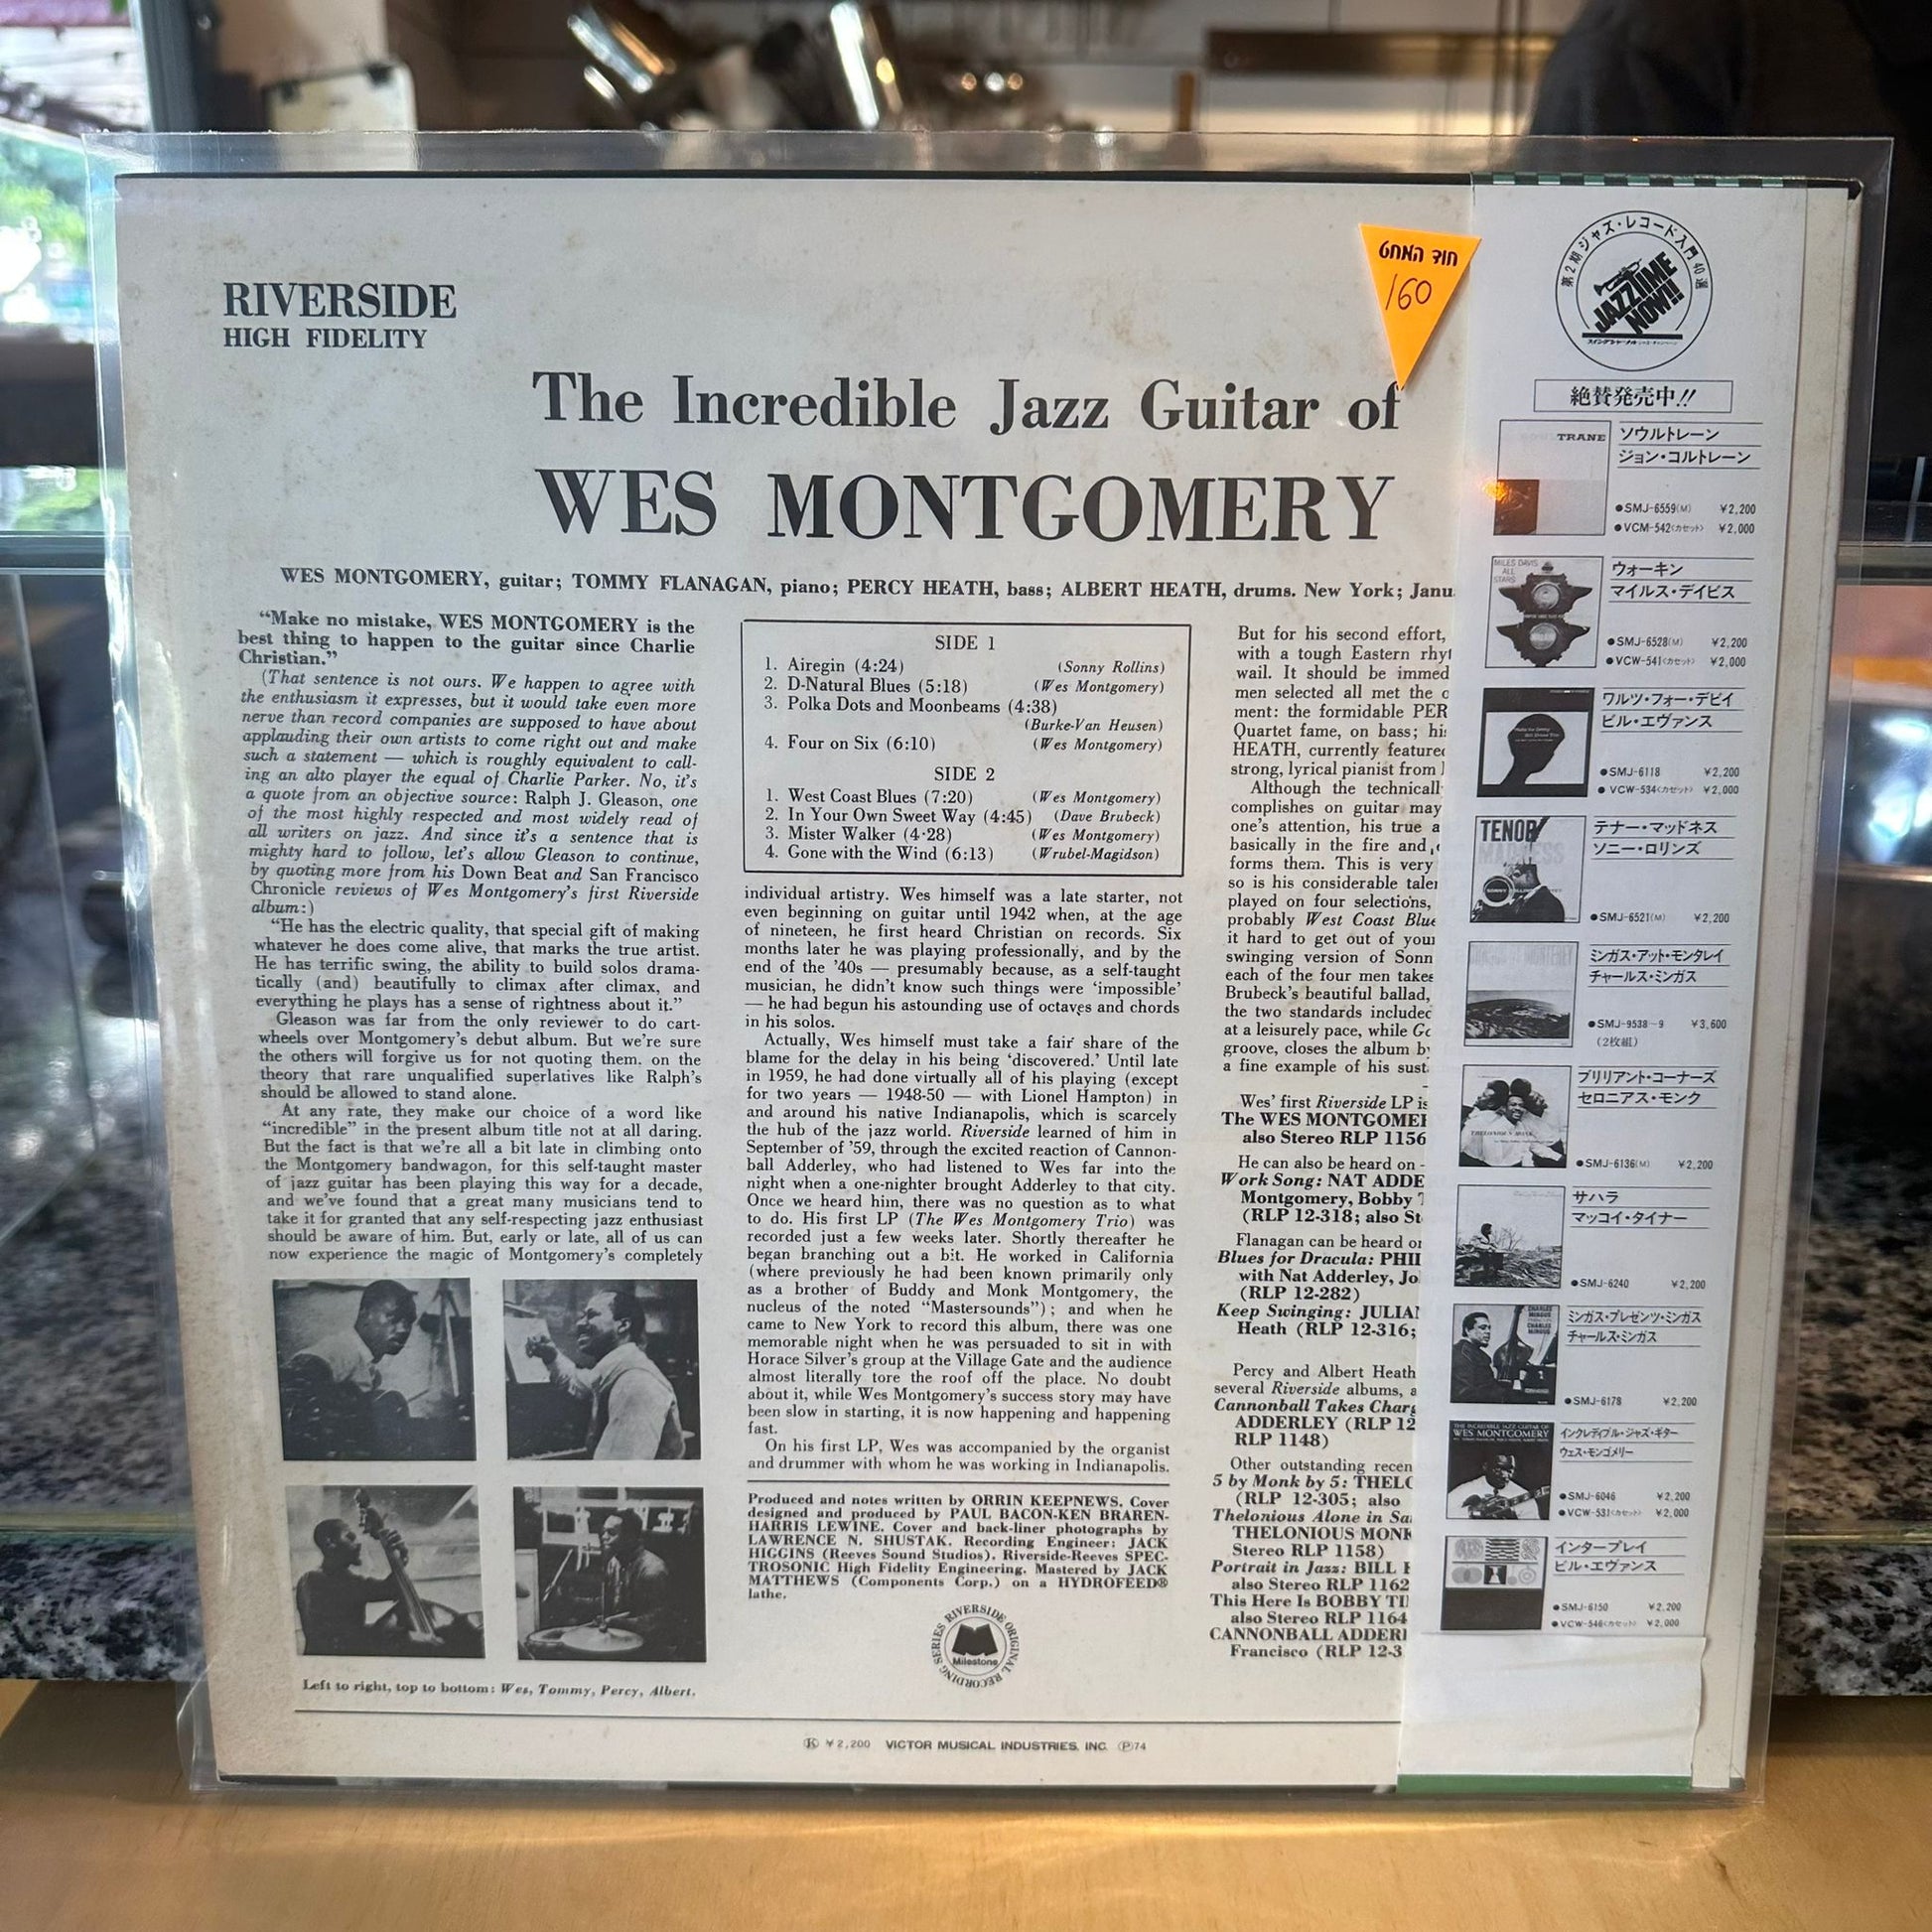 RIVERSIDE
HIGH FIDELITY
The Incredible Jazz Guitar of
WES MONTGOMERY
WES MONTGOMERY, guitar; TOMMY FLANAGAN, piano; PERCY HEATH, bass; ALBERT HEATH, drums. New York; Janu
“Make no mistake, WES MONTGOMERY is the
best thing to happen to the guitar since Charlie
Christian.”
(That sentence is not ours. We happen to agree with
the enthusiasm it expresses, but it would take even more
nerve than record companies are supposed to have about
applauding their own artists to come right out and make
such a statement — which is roughly equivalent to call-
ing an alto player the equal of Charlie Parker. No, it's
a quote from an objective source: Ralph J. Gleason, one
of the most highly respected and most widely read of
all writers on jazz. And since it's a sentence that is
mighty hard to follow, let's allow Gleason to continue,
by quoting more from his Down Beat and San Francisco
Chronicle reviews of Wes Montgomery's first Riverside
album:)
“He has the electric quality, that special gift of making
whatever he does come alive, that marks the true artist.
He has terrific swing, the ability to build solos drama-
tically (and) beautifully to climax after climax, and
everything he plays has a sense of rightness about it.”
Gleason was far from the only reviewer to do cart-
wheels over Montgomery's debut album. But we're sure
the others will forgive us for not quoting them. on the
theory that rare unqualified superlatives like Ralph's
should be allowed to stand alone.
At any rate, they make our choice of a word like
“incredible” in the present album title not at all daring.
But the fact is that we're all a bit late in climbing onto
the Montgomery bandwagon, for this self-taught master
of jazz guitar has been playing this way for a decade,
and we've found that a great many musicians tend to
take it for granted that any self-respecting jazz enthusiast
should be aware of him. But, early or late, all of us can
now experience the magic of Montgomery's completely
Left to right, top to bottom: Wes, Tommy, Percy, Albert.
SIDE 1
1. Airegin (4:24) (Sonny Rollins)
2. D-Natural Blues (5:18) (Wes Montgomery)
3. Polka Dots and Moonbeams (4:38)
(Burke-Van Heusen)
4. Four on Six (6:10) (Wes Montgomery)
SIDE 2
1. West Coast Blues (7:20) (Wes Montgomery)
2. In Your Own Sweet Way (4:45) (Dave Brubeck)
3. Mister Walker (4·28) (Wes Montgomery)
4. Gone with the Wind (6:13) (Wrubel-Magidson)
individual artistry. Wes himself was a late starter, not
even beginning on guitar until 1942 when, at the age
of nineteen, he first heard Christian on records. Six
months later he was playing professionally, and by the
end of the '40s — presumably because, as a self-taught
musician, he didn't know such things were ‘impossible’
— he had begun his astounding use of octaves and chords
in his solos.
Actually, Wes himself must take a fair share of the
blame for the delay in his being ‘discovered.’ Until late
in 1959, he had done virtually all of his playing (except
for two years — 1948-50 — with Lionel Hampton) in
and around his native Indianapolis, which is scarcely
the hub of the jazz world. Riverside learned of him in
September of '59, through the excited reaction of Cannon-
ball Adderley, who had listened to Wes far into the
night when a one-nighter brought Adderley to that city.
Once we heard him, there was no question as to what
to do. His first LP (The Wes Montgomery Trio) was
recorded just a few weeks later. Shortly thereafter he
began branching out a bit. He worked in California
(where previously he had been known primarily only
as a brother of Buddy and Monk Montgomery, the
nucleus of the noted “Mastersounds”); and when he
came to New York to record this album, there was one
memorable night when he was persuaded to sit in with
Horace Silver's group at the Village Gate and the audience
almost literally tore the roof off the place. No doubt
about it, while Wes Montgomery's success story may have
been slow in starting, it is now happening and happening
fast.
On his first LP, Wes was accompanied by the organist
and drummer with whom he was working in Indianapolis.
Produced and notes written by ORRIN KEEPNEWS. Cover
designed and produced by PAUL BACON-KEN BRAREN-
HARRIS LEWINE. Cover and back-liner photographs by
LAWRENCE N. SHUSTAK. Recording Engineer: JACK
HIGGINS (Reeves Sound Studios). Riverside-Reeves SPEC-
TROSONIC High Fidelity Engineering. Mastered by JACK
MATTHEWS (Components Corp.) on a HYDROFEED®
lathe.
RIVERSIDE ORIGINAL RECORDING SERIES
Milestone
Ⓚ ¥2,200 VICTOR MUSICAL INDUSTRIES, INC. Ⓟ74
But for his second effort,
with a tough Eastern rhyt
wail. It should be immed
men selected all met the
ment: the formidable PER
Quartet fame, on bass; his
HEATH, currently featured
strong, lyrical pianist from
Although the technicall
complishes on guitar may
one's attention, his true a
basically in the fire and
forms them. This is very
so is his considerable taler
played on four selections,
probably West Coast Blue
it hard to get out of your
swinging version of Sonn
each of the four men takes
Brubeck's beautiful ballad,
the two standards included
at a leisurely pace, while Go
groove, closes the album by
a fine example of his sust
Wes' first Riverside LP is
The WES MONTGOMER
also Stereo RLP 1156
He can also be heard on -
Work Song: NAT ADDE
Montgomery, Bobby T
(RLP 12-318; also St
Flanagan can be heard or
Blues for Dracula: PHIL
with Nat Adderley, Jo
(RLP 12-282)
Keep Swinging: JULIAN
Heath (RLP 12-316;
Percy and Albert Heath
several Riverside albums, a
Cannonball Takes Charg
ADDERLEY (RLP 12
RLP 1148)
Other outstanding recen
5 by Monk by 5: THELO
(RLP 12-305; also
Thelonious Alone in Sa
THELONIOUS MONK
Stereo RLP 1158)
Portrait in Jazz: BILL E
also Stereo RLP 1162
This Here Is BOBBY TI
also Stereo RLP 1164
CANNONBALL ADDERL
Francisco (RLP 12-3
חוד המחט
160
第2期ジャズ・レコード入門40選
JAZZ TIME NOW!!
絶賛発売中!!
TRANE
ソウルトレーン
ジョン・コルトレーン
●SMJ-6559(M) ¥2,200
●VCM-542〈カセット〉 ¥2,000
MILES DAVIS
ALL
STARS
ウォーキン
マイルス・デイビス
●SMJ-6528(M) ¥2,200
●VCW-541〈カセット〉 ¥2,000
ワルツ・フォー・デビイ
ビル・エヴァンス
●SMJ-6118 ¥2,200
●VCW-534〈カセット〉 ¥2,000
TENOR
MADNESS
テナー・マッドネス
ソニー・ロリンズ
●SMJ-6521(M) ¥2,200
ミンガス・アット・モンタレイ
チャールス・ミンガス
●SMJ-9538~9 ¥3,600
(2枚組)
ブリリアント・コーナーズ
セロニアス・モンク
●SMJ-6136(M) ¥2,200
サハラ
マッコイ・タイナー
●SMJ-6240 ¥2,200
CHARLES
MINGUS
ミンガス・プレゼンツ・ミンガス
チャールス・ミンガス
●SMJ-6178 ¥2,200
THE INCREDIBLE JAZZ GUITAR OF
WES MONTGOMERY
インクレディブル・ジャズ・ギター
ウェス・モンゴメリー
●SMJ-6046 ¥2,200
●VCW-531〈カセット〉 ¥2,000
インタープレイ
ビル・エヴァンス
●SMJ-6150 ¥2,200
●VCW-546〈カセット〉 ¥2,000